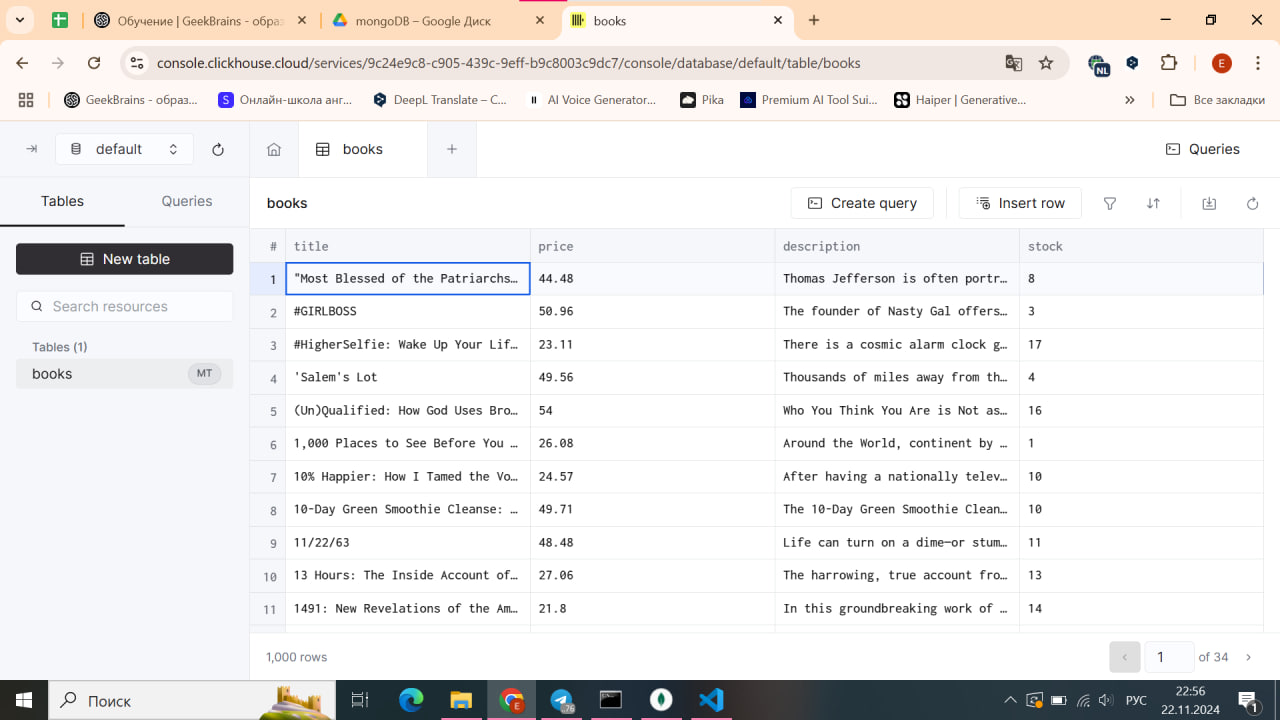 Обучение | GeekBrains - образ
mongoDB – Google Диск
books
console.clickhouse.cloud/services/9c24e9c8-c905-439c-9eff-b9c8003c9dc7/console/database/default/table/books
NL
E
GeekBrains - образ...
Онлайн-школа анг...
DeepL Translate – C...
AI Voice Generator...
Pika
Premium AI Tool Sui...
Haiper | Generative...
Все закладки
default
books
Queries
Tables
Queries
books
Create query
Insert row
New table
Search resources
Tables (1)
books
MT
# title price description stock
1 "Most Blessed of the Patriarchs… 44.48 Thomas Jefferson is often portr… 8
2 #GIRLBOSS 50.96 The founder of Nasty Gal offers… 3
3 #HigherSelfie: Wake Up Your Lif… 23.11 There is a cosmic alarm clock g… 17
4 'Salem's Lot 49.56 Thousands of miles away from th… 4
5 (Un)Qualified: How God Uses Bro… 54 Who You Think You Are is Not as… 16
6 1,000 Places to See Before You … 26.08 Around the World, continent by … 1
7 10% Happier: How I Tamed the Vo… 24.57 After having a nationally telev… 10
8 10-Day Green Smoothie Cleanse: … 49.71 The 10-Day Green Smoothie Clean… 10
9 11/22/63 48.48 Life can turn on a dime—or stum… 11
10 13 Hours: The Inside Account of… 27.06 The harrowing, true account fro… 13
11 1491: New Revelations of the Am… 21.8 In this groundbreaking work of … 14
1,000 rows
1 of 34
Поиск
E
.76
РУС
22:56
22.11.2024
1